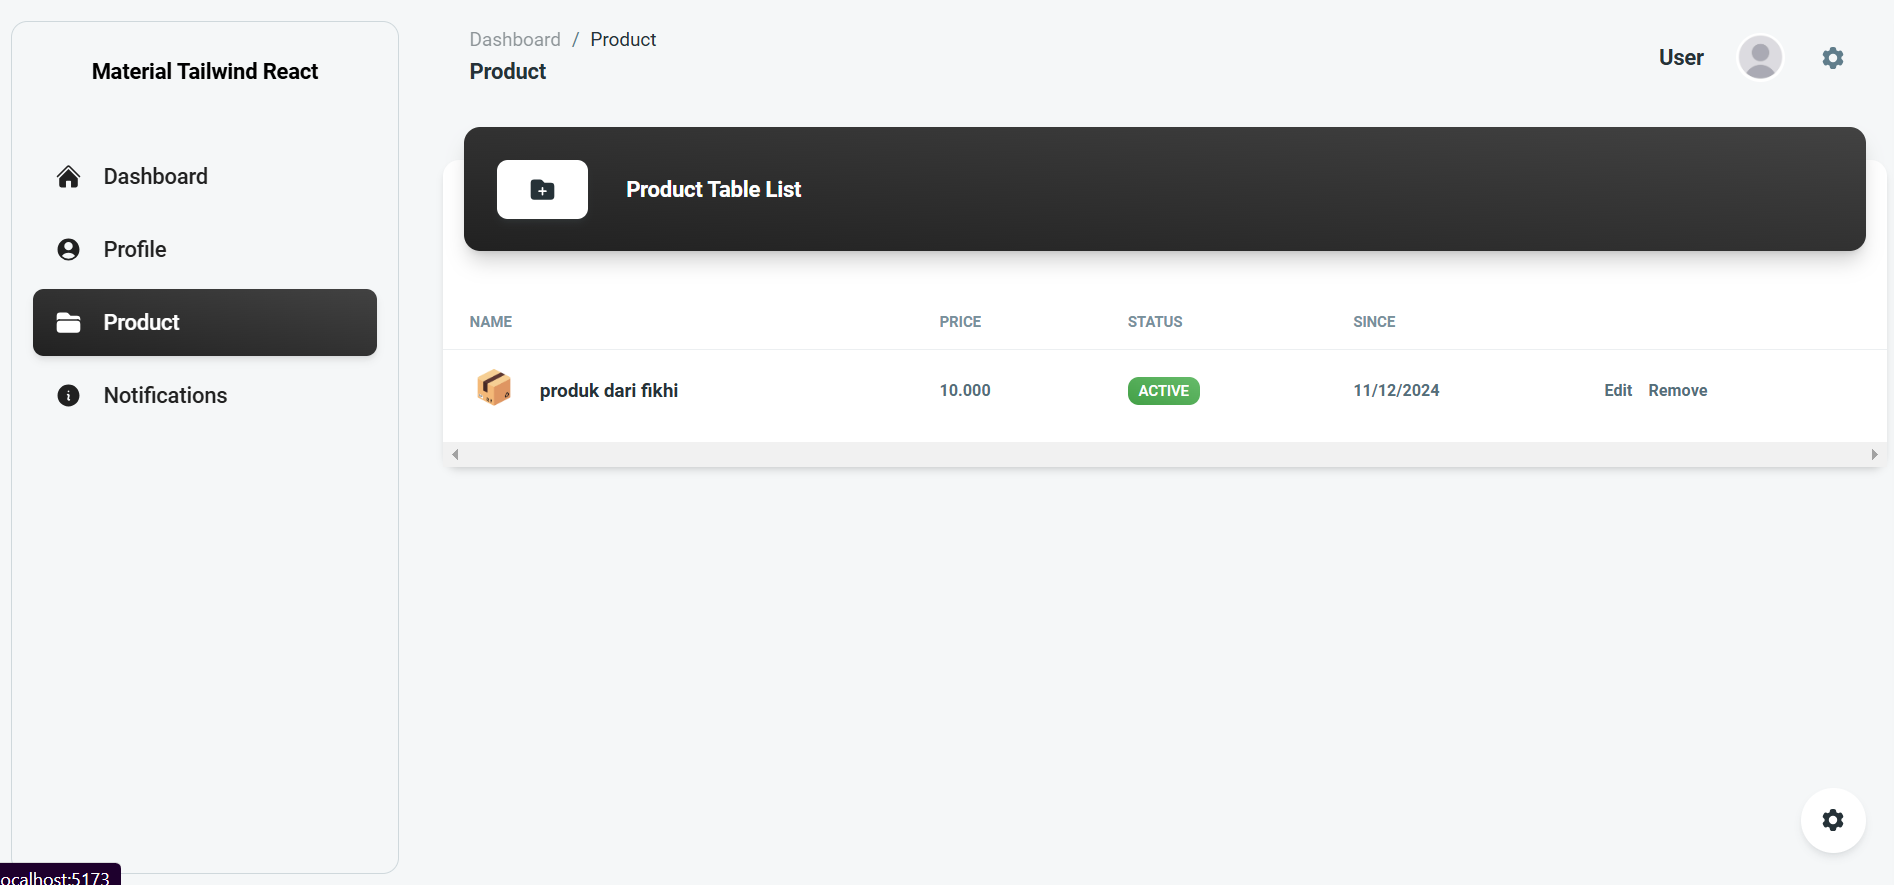 Material Tailwind React
Dashboard
Profile
Product
Notifications
Dashboard / Product
Product
User
Product Table List
NAME PRICE STATUS SINCE
produk dari fikhi 10.000 ACTIVE 11/12/2024 Edit Remove
ocalhost:5173